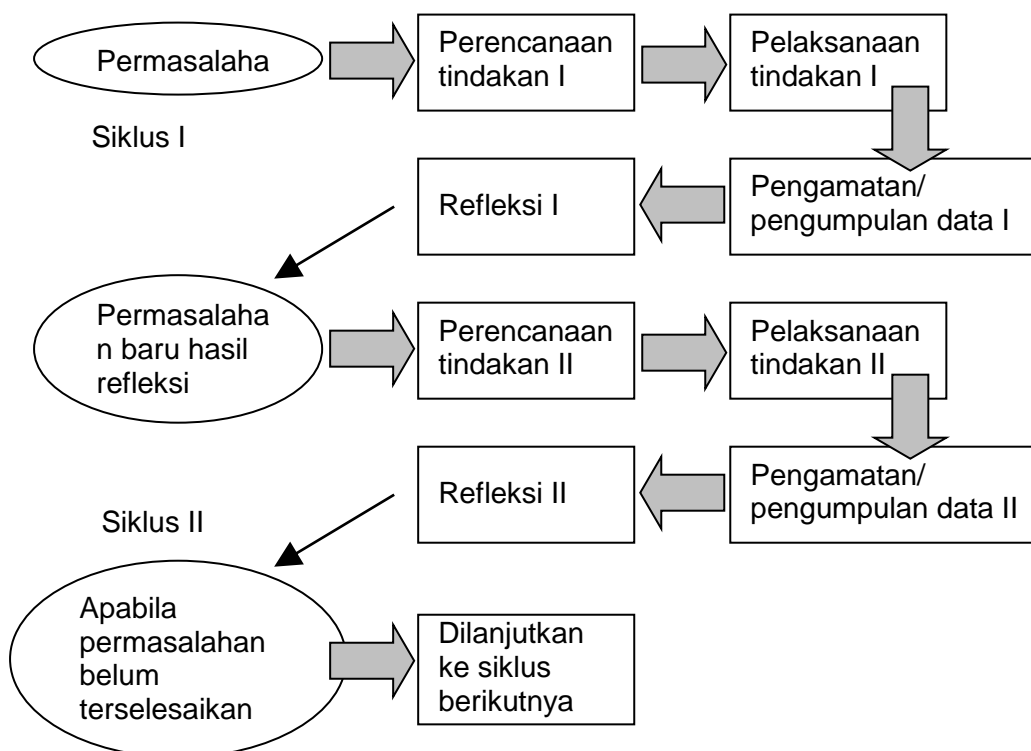 Permasalaha
Perencanaan
tindakan I
Pelaksanaan
tindakan I
Siklus I
Refleksi I
Pengamatan/
pengumpulan data I
Permasalaha
n baru hasil
refleksi
Perencanaan
tindakan II
Pelaksanaan
tindakan II
Siklus II
Refleksi II
Pengamatan/
pengumpulan data II
Apabila
permasalahan
belum
terselesaikan
Dilanjutkan
ke siklus
berikutnya